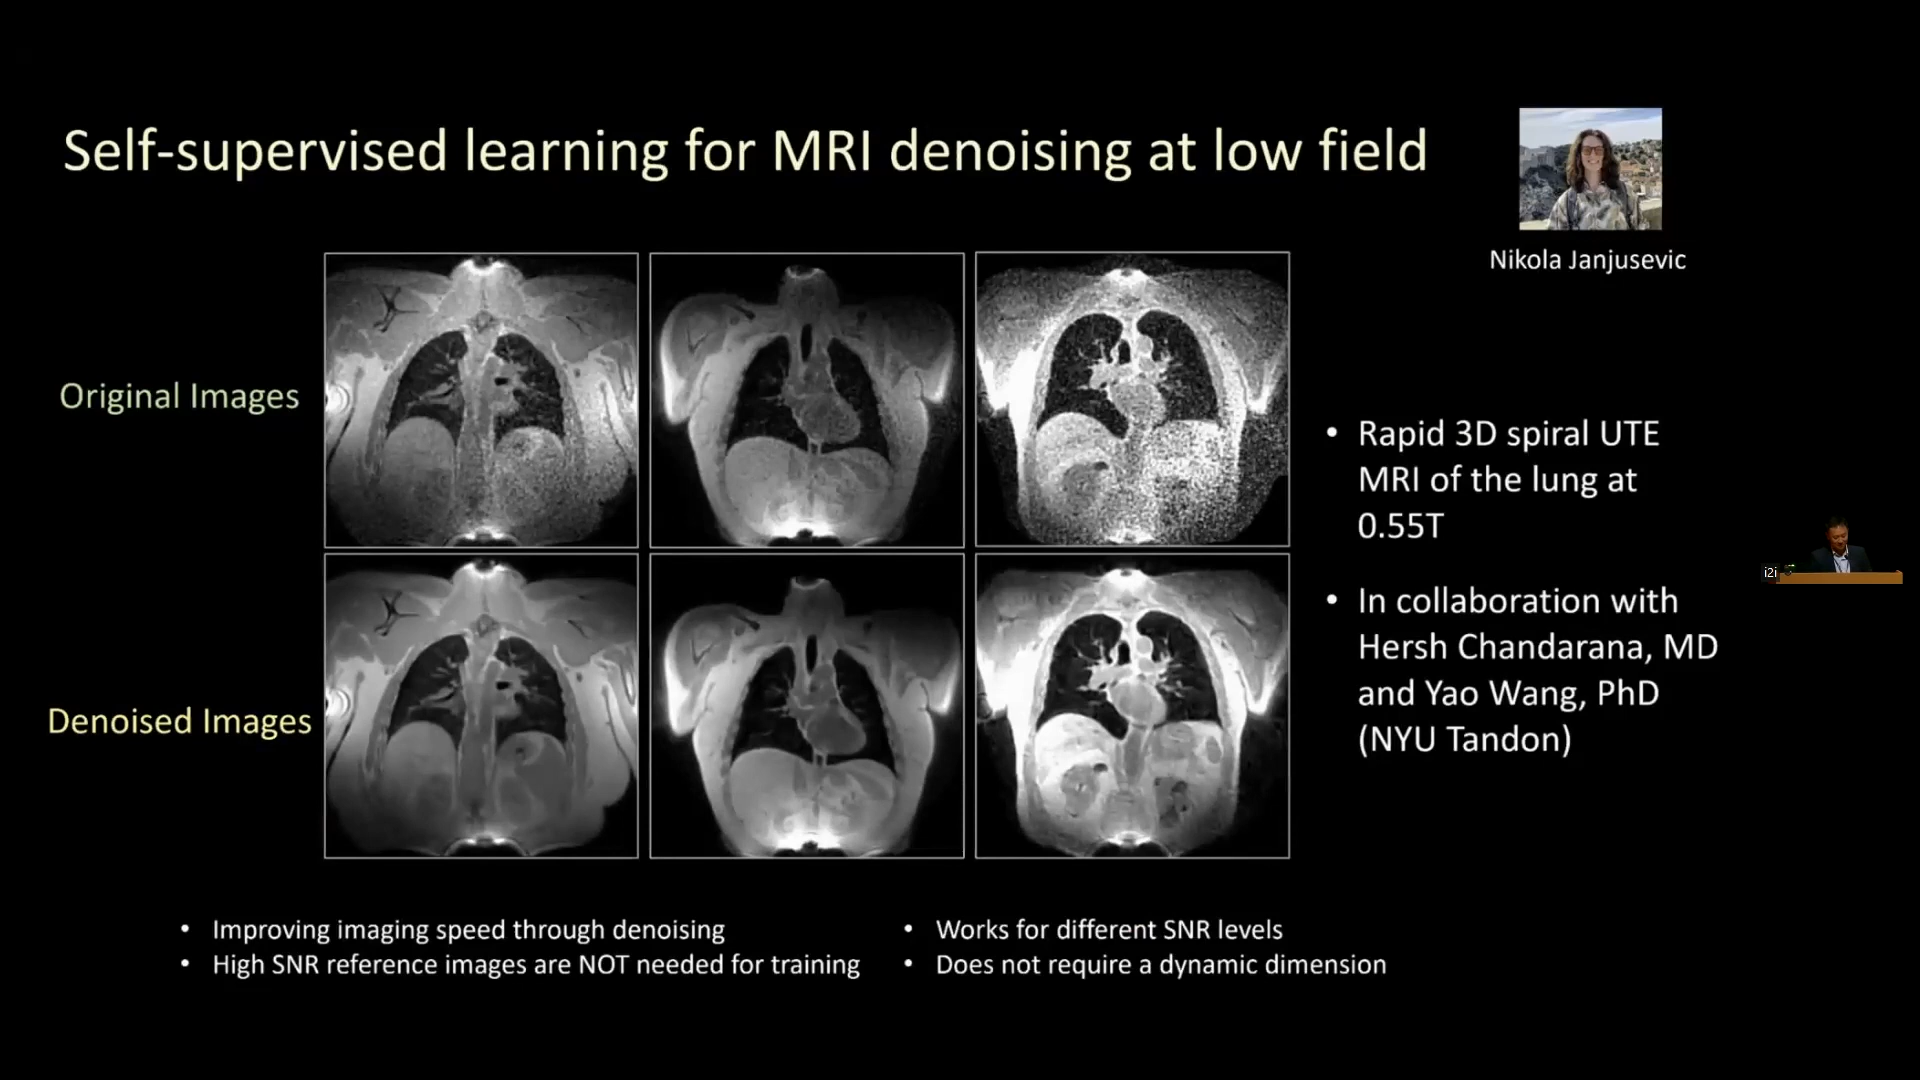 Self-supervised learning for MRI denoising at low field
Nikola Janjusevic
Original Images
Denoised Images
• Rapid 3D spiral UTE
MRI of the lung at
0.55T
• In collaboration with
Hersh Chandarana, MD
and Yao Wang, PhD
(NYU Tandon)
i2i
• Improving imaging speed through denoising
• High SNR reference images are NOT needed for training
• Works for different SNR levels
• Does not require a dynamic dimension